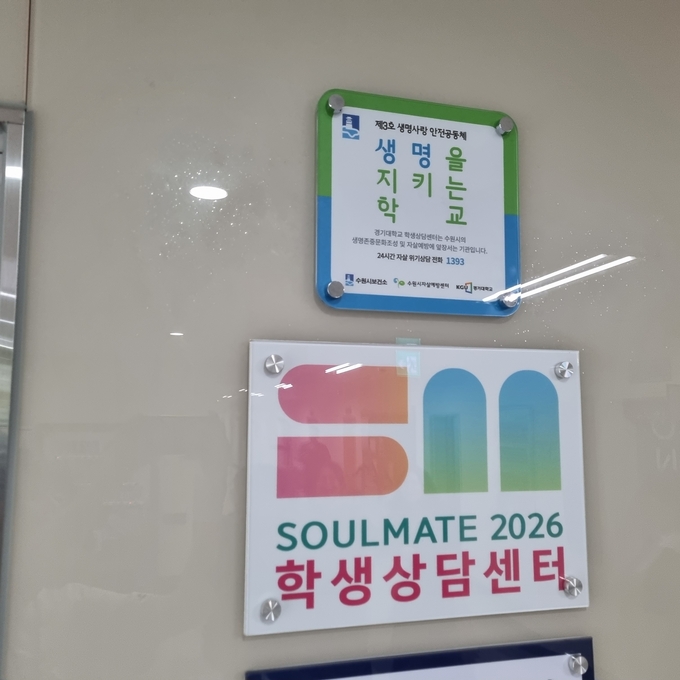 제3호 생명사랑 안전공동체
생명을
지키는
학교
경기대학교 학생상담센터는 수원시의
생명존중문화조성 및 자살예방에 앞장서는 기관입니다.
24시간 자살 위기상담 전화 1393
수원시보건소 수원시자살예방센터 KGU 경기대학교
sm
SOULMATE 2026
학생상담센터